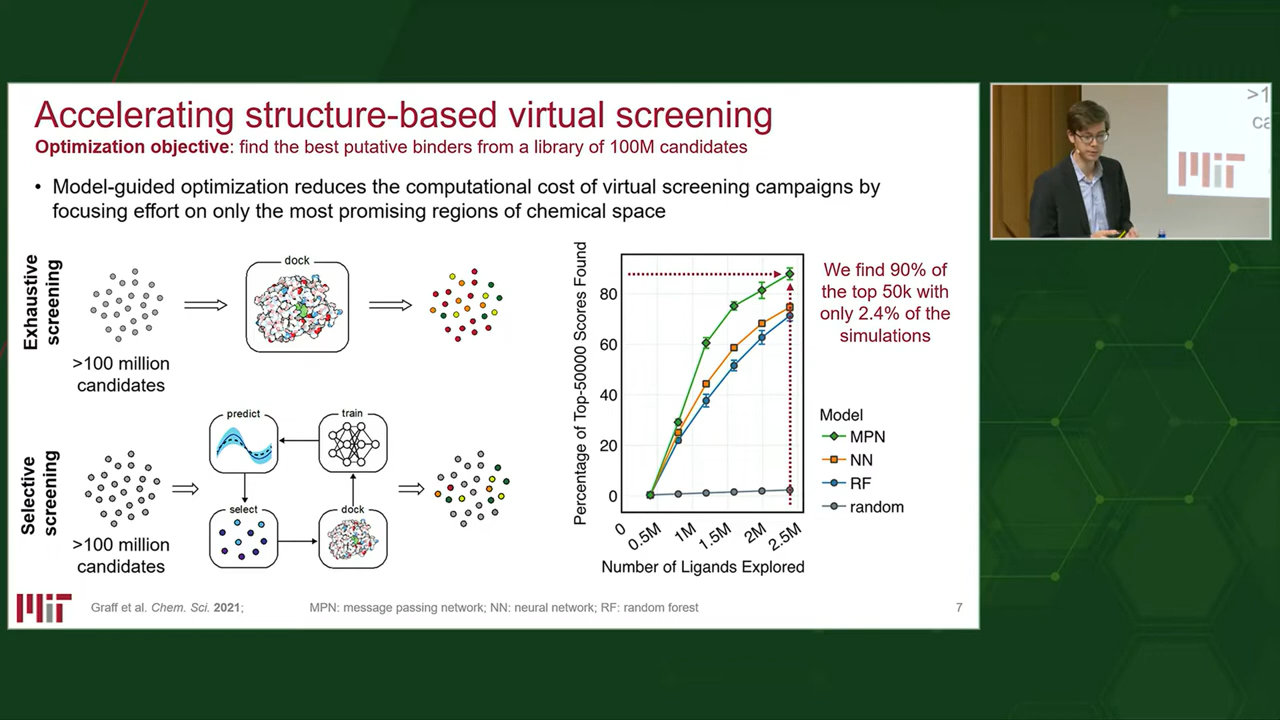 Accelerating structure-based virtual screening
Optimization objective: find the best putative binders from a library of 100M candidates
• Model-guided optimization reduces the computational cost of virtual screening campaigns by
focusing effort on only the most promising regions of chemical space
Exhaustive
screening
>100 million
candidates
dock
Selective
screening
>100 million
candidates
predict
train
select
dock
Percentage of Top-50000 Scores Found
80
60
40
20
0
0
0.5M
1M
1.5M
2M
2.5M
Number of Ligands Explored
We find 90% of
the top 50k with
only 2.4% of the
simulations
Model
MPN
NN
RF
random
MiT
Graff et al. Chem. Sci. 2021;
MPN: message passing network; NN: neural network; RF: random forest
7
>1
ca
MiT